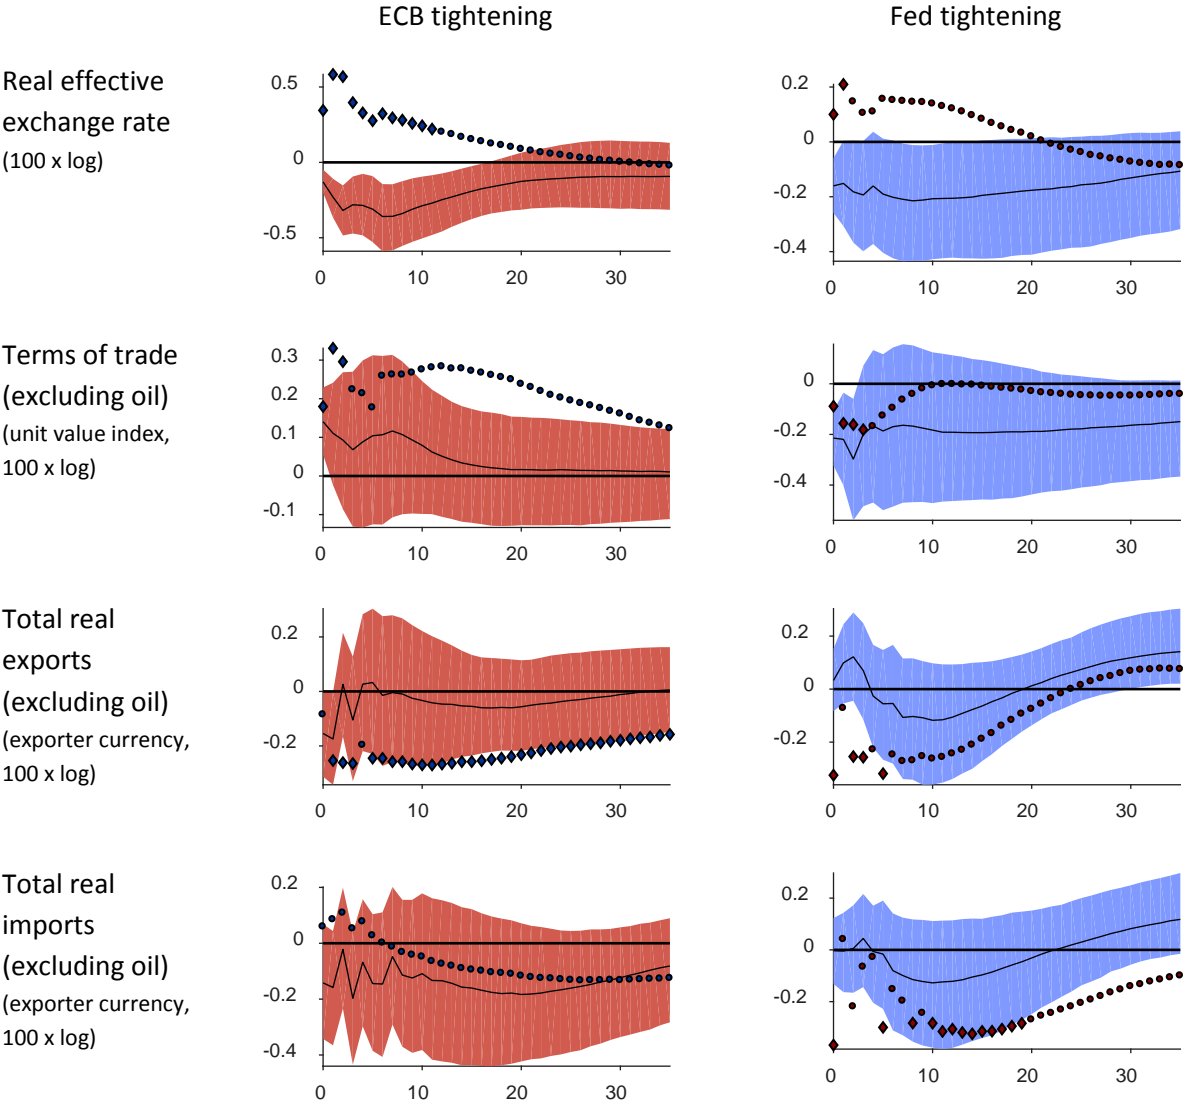 ECB tightening
Fed tightening
Real effective
exchange rate
(100 x log)
0.5
0
-0.5
0 10 20 30
0.2
0
-0.2
-0.4
0 10 20 30
Terms of trade
(excluding oil)
(unit value index,
100 x log)
0.3
0.2
0.1
0
-0.1
0 10 20 30
0
-0.2
-0.4
0 10 20 30
Total real
exports
(excluding oil)
(exporter currency,
100 x log)
0.2
0
-0.2
0 10 20 30
0.2
0
-0.2
0 10 20 30
Total real
imports
(excluding oil)
(exporter currency,
100 x log)
0.2
0
-0.2
-0.4
0 10 20 30
0.2
0
-0.2
0 10 20 30